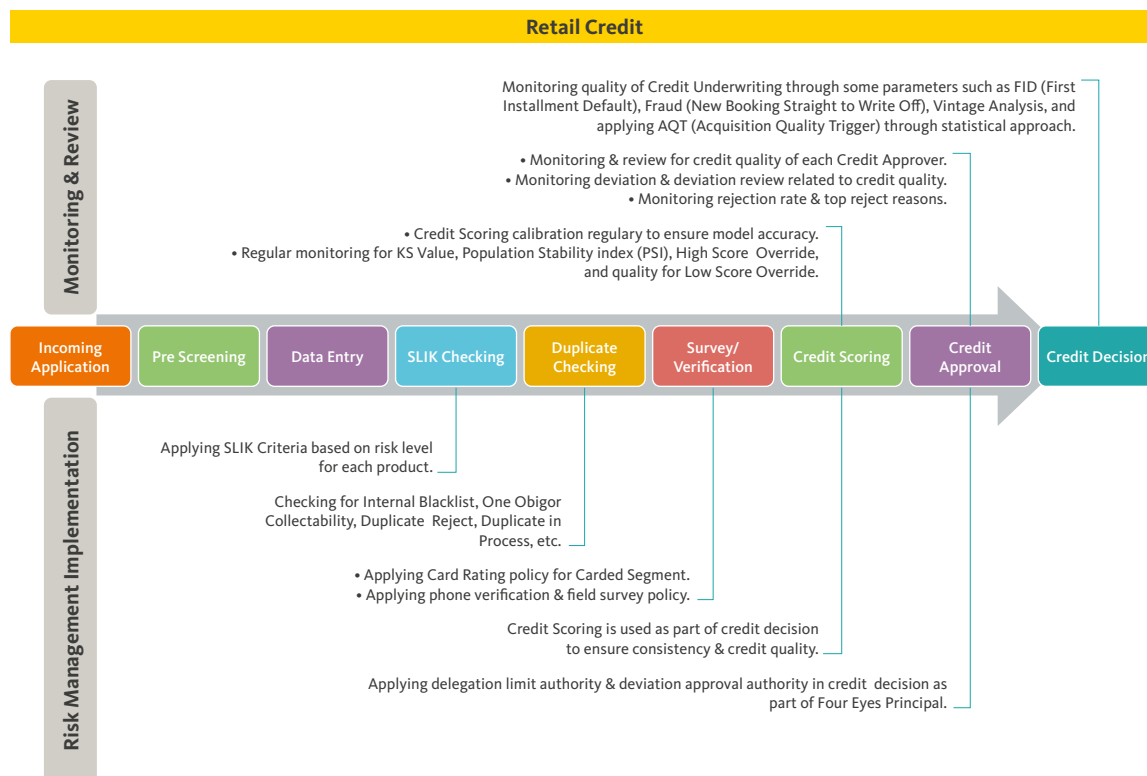 Retail Credit
Monitoring & Review
Monitoring quality of Credit Underwriting through some parameters such as FID (First
Installment Default), Fraud (New Booking Straight to Write Off), Vintage Analysis, and
applying AQT (Acquisition Quality Trigger) through statistical approach.
• Monitoring & review for credit quality of each Credit Approver.
• Monitoring deviation & deviation review related to credit quality.
• Monitoring rejection rate & top reject reasons.
• Credit Scoring calibration regulary to ensure model accuracy.
• Regular monitoring for KS Value, Population Stability index (PSI), High Score Override,
and quality for Low Score Override.
Incoming
Application
Pre Screening
Data Entry
SLIK Checking
Duplicate
Checking
Survey/
Verification
Credit Scoring
Credit
Approval
Credit Decision
Risk Management Implementation
Applying SLIK Criteria based on risk level
for each product.
Checking for Internal Blacklist, One Obigor
Collectability, Duplicate Reject, Duplicate in
Process, etc.
• Applying Card Rating policy for Carded Segment.
• Applying phone verification & field survey policy.
Credit Scoring is used as part of credit decision
to ensure consistency & credit quality.
Applying delegation limit authority & deviation approval authority in credit decision as
part of Four Eyes Principal.